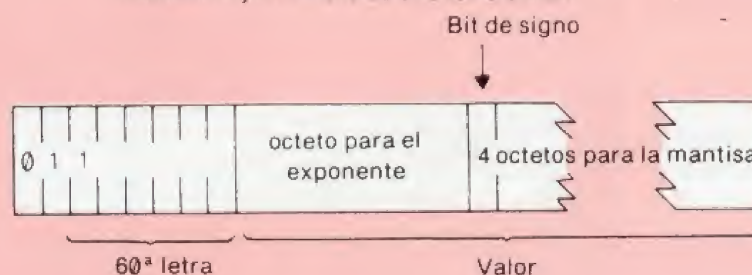 Bit de signo
0 1 1
octeto para el
exponente
4 octetos para la mantisa
60ª letra
Valor